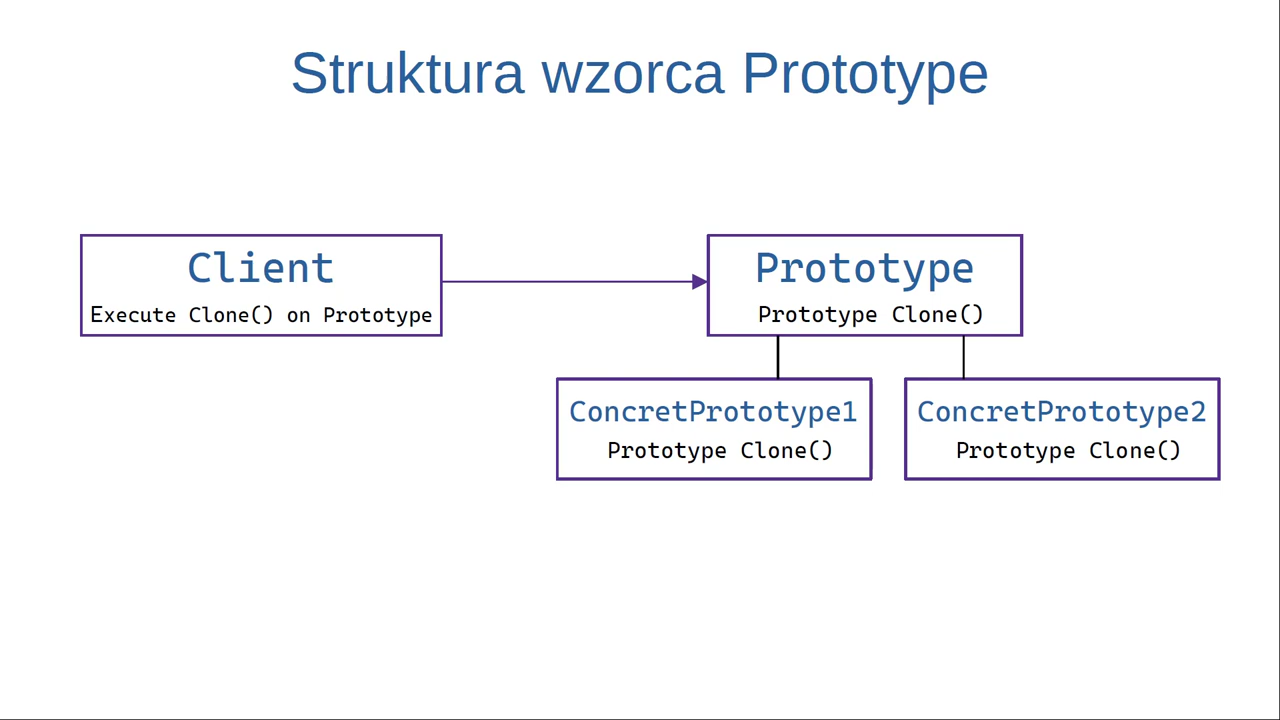 Struktura wzorca Prototype
Client
Execute Clone() on Prototype
Prototype
Prototype Clone()
ConcretPrototype1
Prototype Clone()
ConcretPrototype2
Prototype Clone()